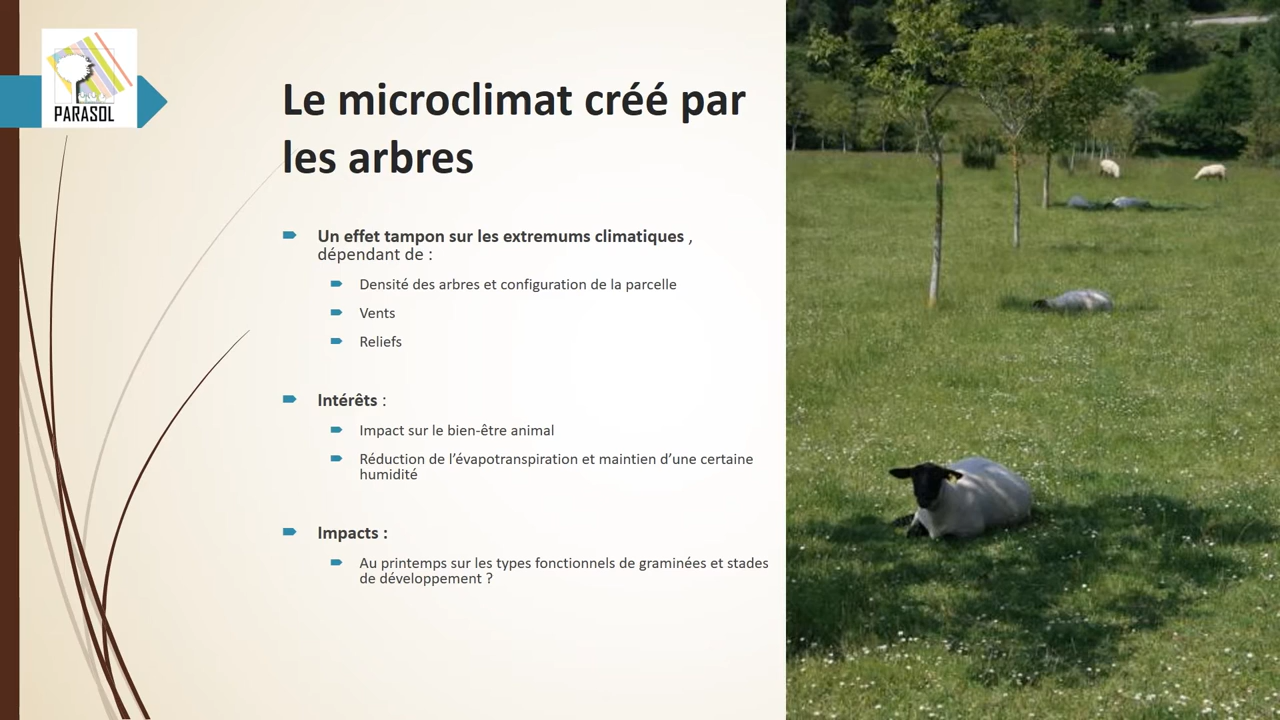 PARASOL
Le microclimat créé par
les arbres
Un effet tampon sur les extremums climatiques ,
dépendant de :
Densité des arbres et configuration de la parcelle
Vents
Reliefs
Intérêts :
Impact sur le bien-être animal
Réduction de l’évapotranspiration et maintien d’une certaine
humidité
Impacts :
Au printemps sur les types fonctionnels de graminées et stades
de développement ?